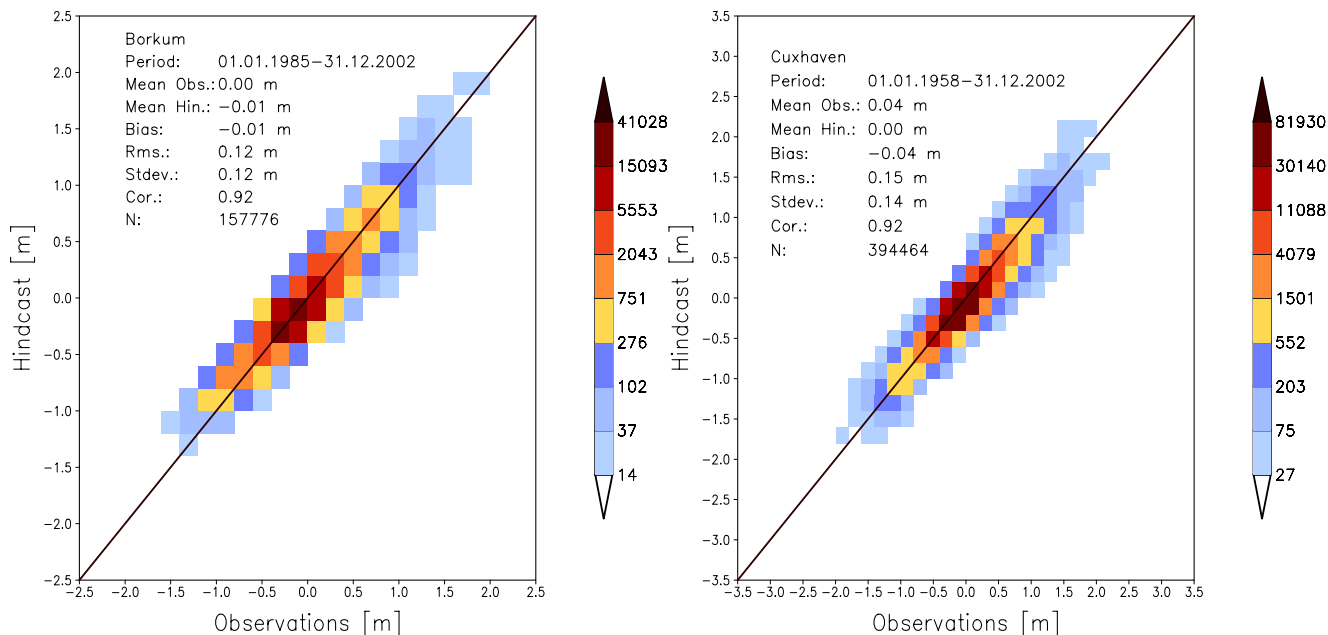 Borkum
Period: 01.01.1985−31.12.2002
Mean Obs.: 0.00 m
Mean Hin.: −0.01 m
Bias: −0.01 m
Rms.: 0.12 m
Stdev.: 0.12 m
Cor.: 0.92
N: 157776
Hindcast [m]
2.5
2.0
1.5
1.0
0.5
0.0
−0.5
−1.0
−1.5
−2.0
−2.5
−2.5 −2.0 −1.5 −1.0 −0.5 0.0 0.5 1.0 1.5 2.0 2.5
Observations [m]
41028
15093
5553
2043
751
276
102
37
14
Cuxhaven
Period: 01.01.1958−31.12.2002
Mean Obs.: 0.04 m
Mean Hin.: 0.00 m
Bias: −0.04 m
Rms.: 0.15 m
Stdev.: 0.14 m
Cor.: 0.92
N: 394464
Hindcast [m]
3.5
3.0
2.5
2.0
1.5
1.0
0.5
0.0
−0.5
−1.0
−1.5
−2.0
−2.5
−3.0
−3.5
−3.5 −3.0 −2.5 −2.0 −1.5 −1.0 −0.5 0.0 0.5 1.0 1.5 2.0 2.5 3.0 3.5
Observations [m]
81930
30140
11088
4079
1501
552
203
75
27